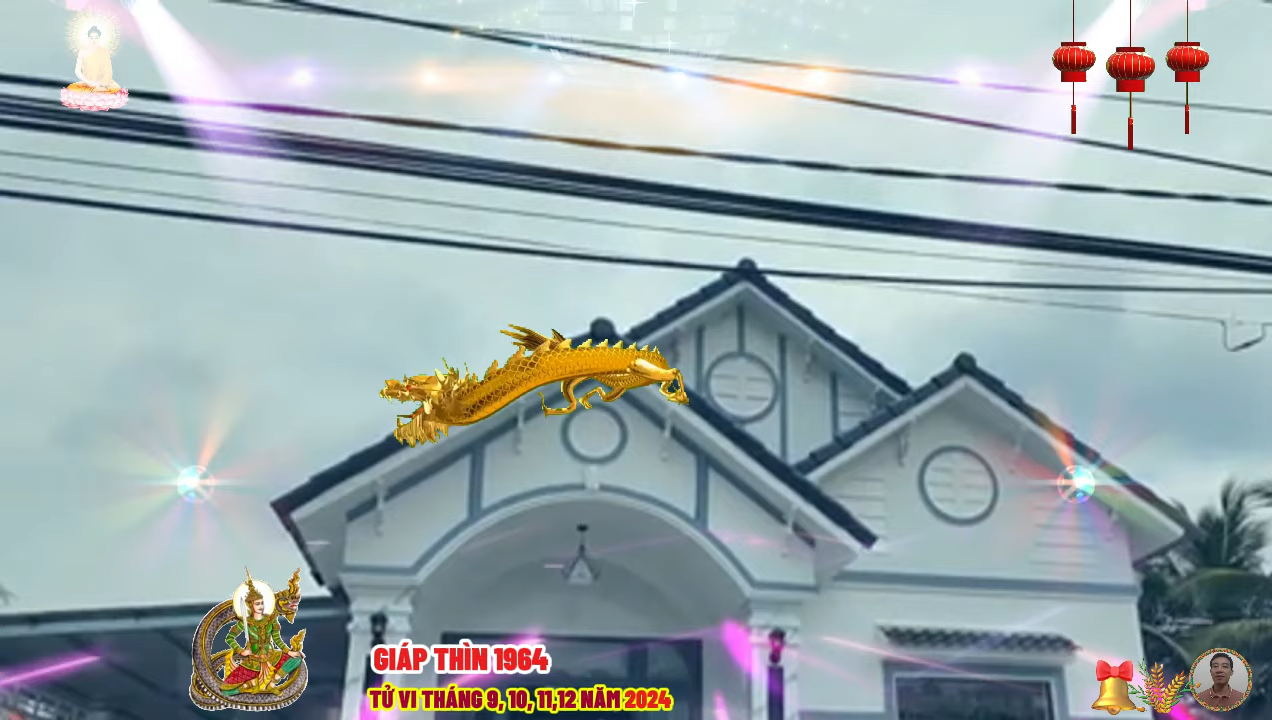 GIÁP THÌN 1964
TỬ VI THÁNG 9, 10, 11,12 NĂM 2024